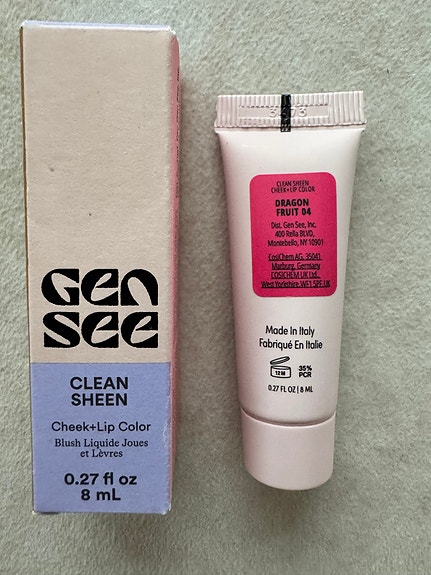 GEN
SEE
CLEAN
SHEEN
Cheek+Lip Color
Blush Liquide Joues
et Lèvres
0.27 fl oz
8 mL
CLEAN SHEEN
CHEEK+LIP COLOR
DRAGON
FRUIT 04
Dist. Gen See, Inc.
400 Rella BLVD,
Montebello, NY 10901
CosiChem AG, 35041
Marburg, Germany
COSICHEM UK Ltd.
West Yorkshire.WF1 5PF.UK
Made In Italy
Fabriqué En Italie
12 M
35%
PCR
0.27 FL OZ | 8 ML